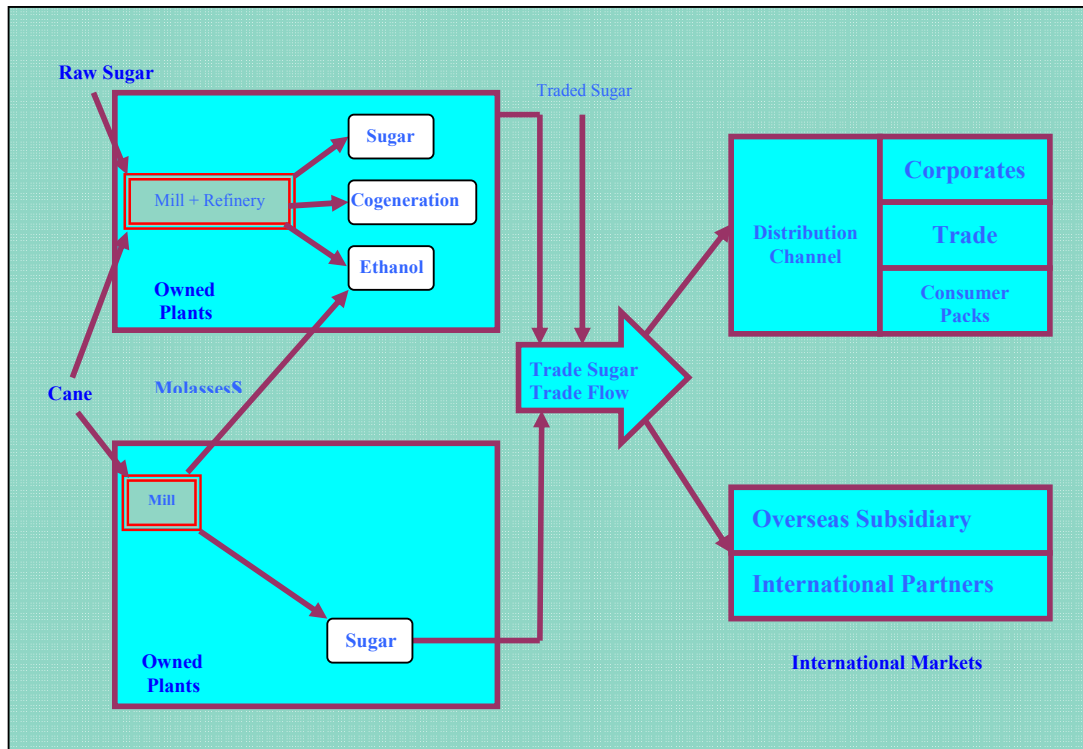 Raw Sugar
Traded Sugar
Sugar
Mill + Refinery
Cogeneration
Ethanol
Owned
Plants
Cane
Molassess
Mill
Sugar
Owned
Plants
Trade Sugar
Trade Flow
Distribution
Channel
Corporates
Trade
Consumer
Packs
Overseas Subsidiary
International Partners
International Markets